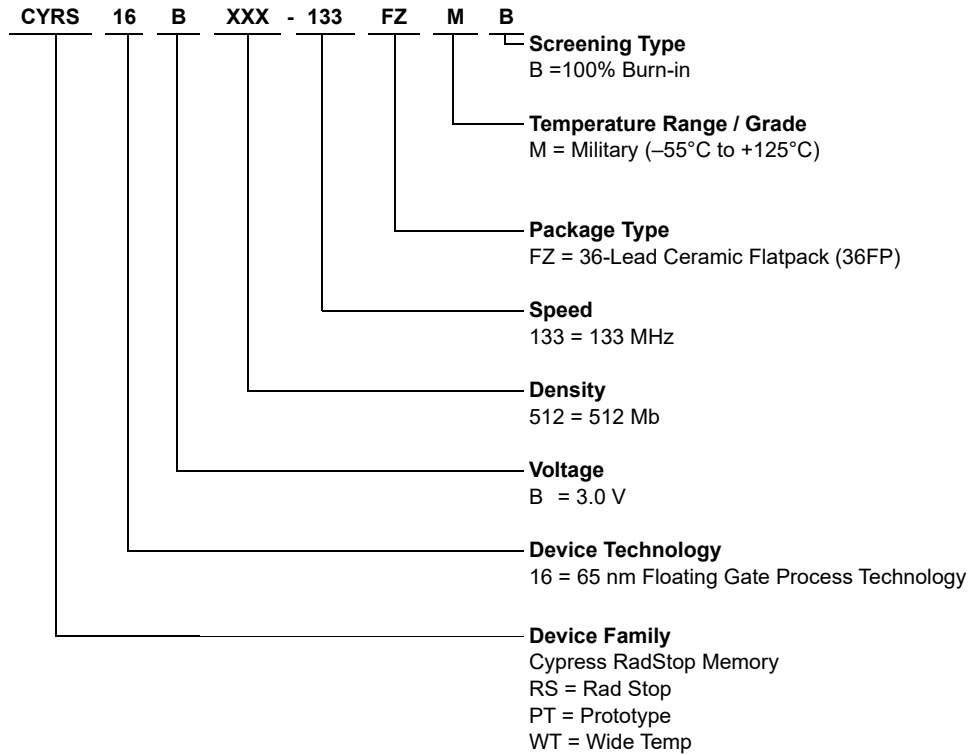 CYRS 16 B XXX - 133 FZ M B
Screening Type
B =100% Burn-in
Temperature Range / Grade
M = Military (–55°C to +125°C)
Package Type
FZ = 36-Lead Ceramic Flatpack (36FP)
Speed
133 = 133 MHz
Density
512 = 512 Mb
Voltage
B = 3.0 V
Device Technology
16 = 65 nm Floating Gate Process Technology
Device Family
Cypress RadStop Memory
RS = Rad Stop
PT = Prototype
WT = Wide Temp